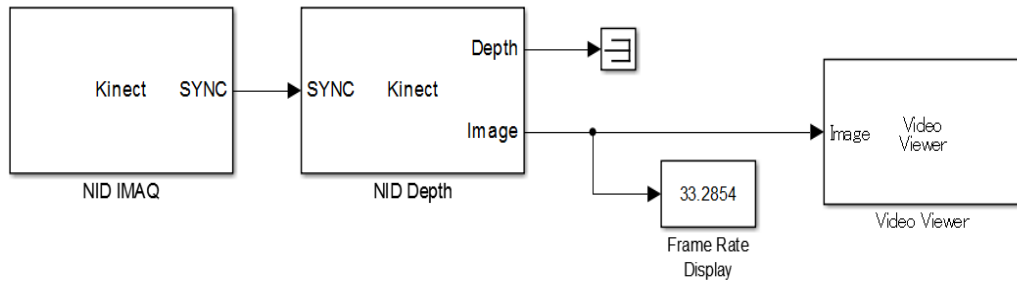 Kinect
SYNC
NID IMAQ
SYNC
Kinect
Depth
Image
NID Depth
33.2854
Frame Rate
Display
Image
Video
Viewer
Video Viewer